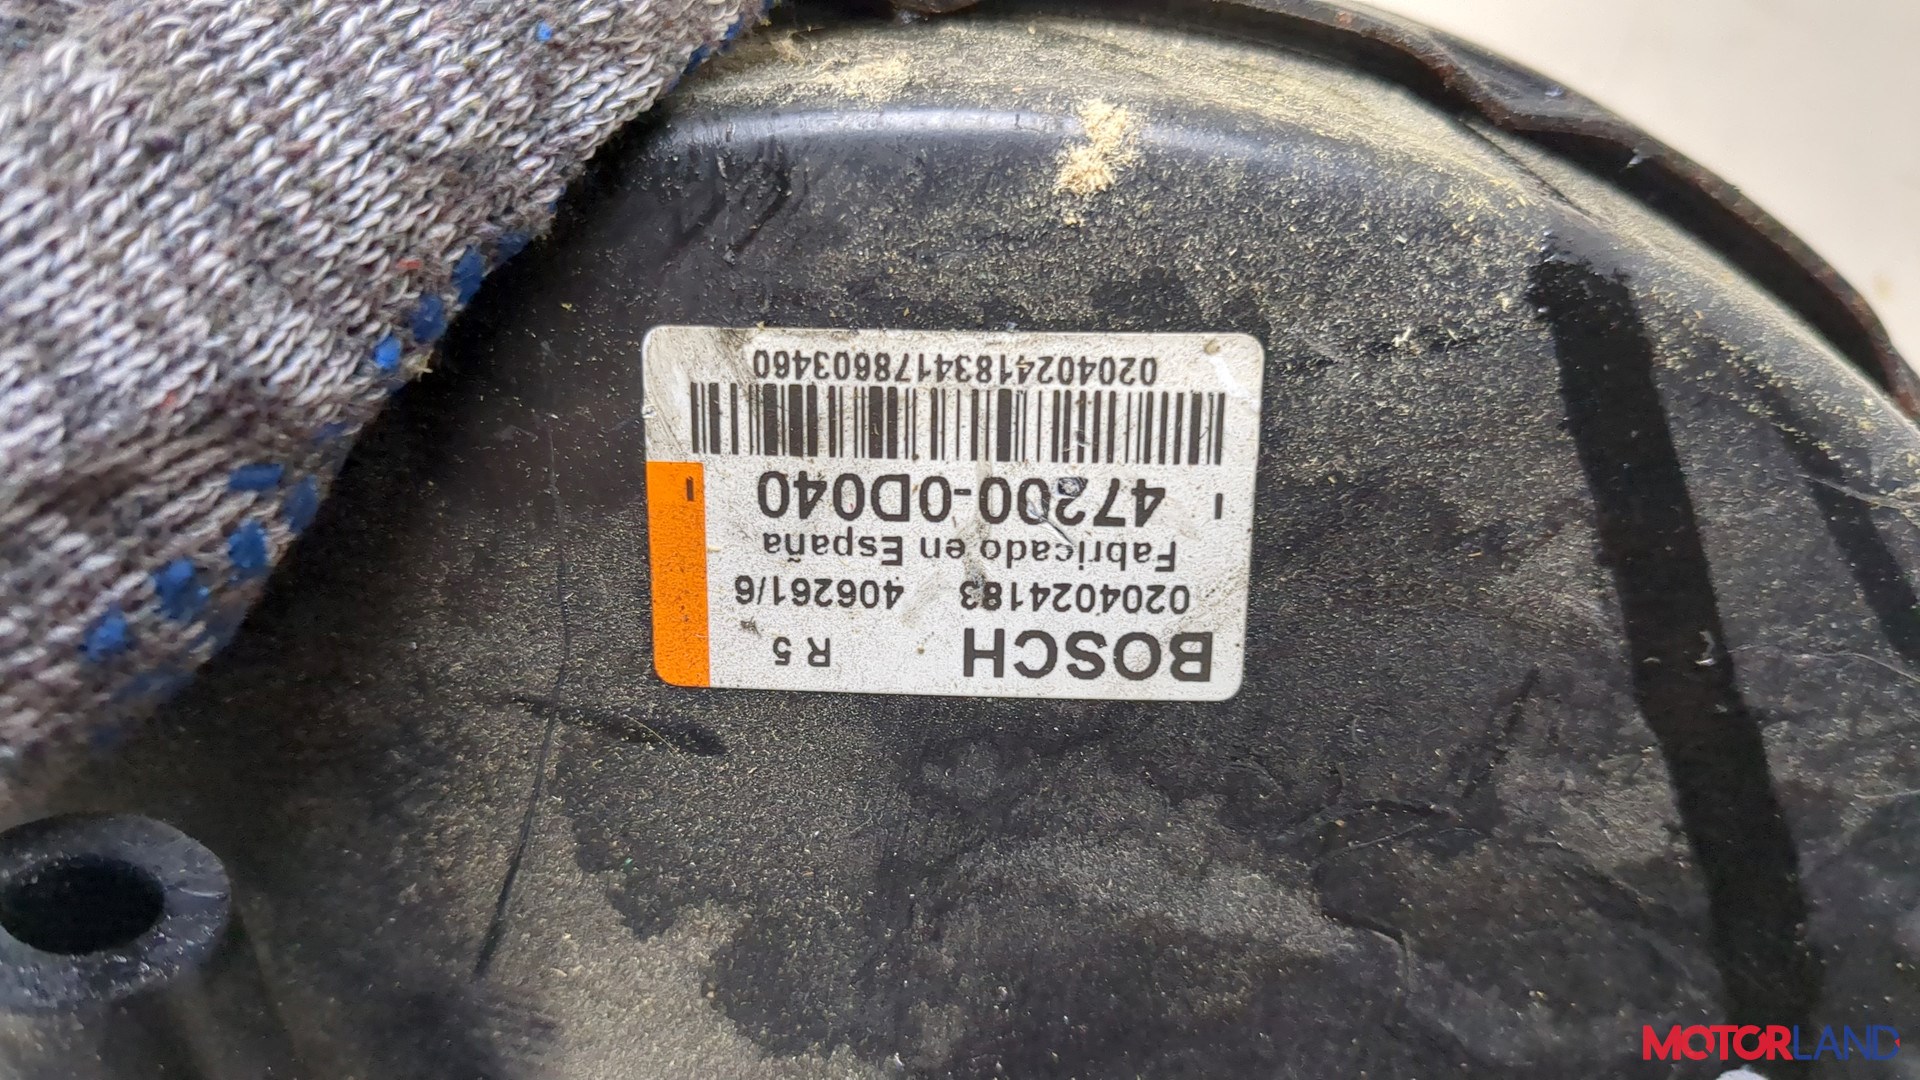 BOSCH R 5
0204024183 406261/6
Fabricado en España
47200-0D040
02040241834178603460
MOTORLAND